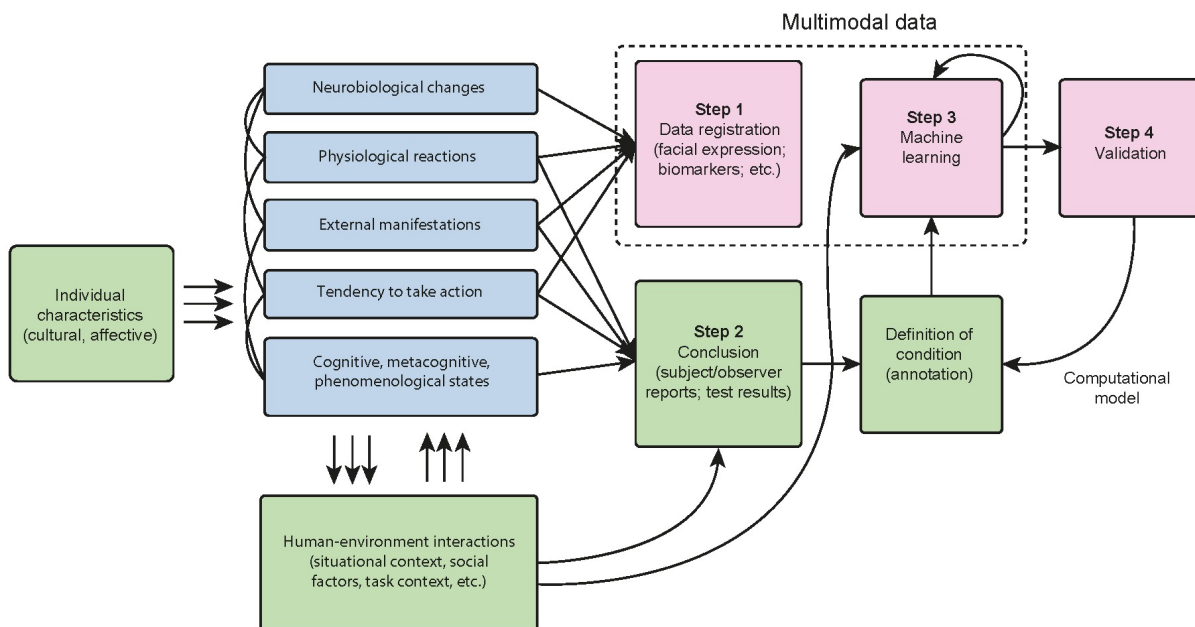 Multimodal data
Neurobiological changes
Physiological reactions
External manifestations
Tendency to take action
Cognitive, metacognitive,
phenomenological states
Individual
characteristics
(cultural, affective)
Human-environment interactions
(situational context, social
factors, task context, etc.)
Step 1
Data registration
(facial expression;
biomarkers; etc.)
Step 2
Conclusion
(subject/observer
reports; test results)
Step 3
Machine
learning
Step 4
Validation
Definition of
condition
(annotation)
Computational
model